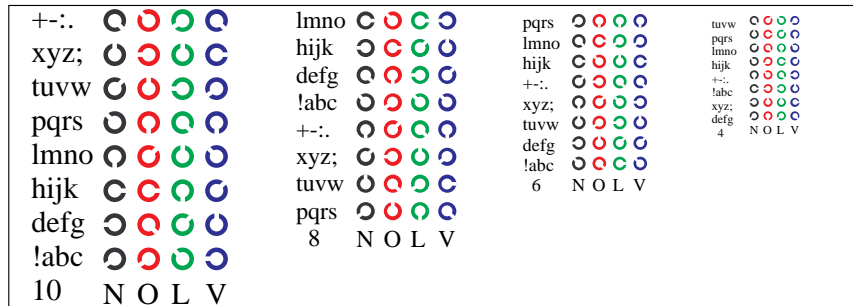 +-:.
xyz;
tuvw
pqrs
lmno
hijk
defg
!abc
10 N O L V
lmno
hijk
defg
!abc
+-:.
xyz;
tuvw
pqrs
8 N O L V
pqrs
lmno
hijk
+-:.
xyz;
tuvw
defg
!abc
6 N O L V
tuvw
pqrs
lmno
hijk
+-:.
!abc
xyz;
defg
4 N O L V